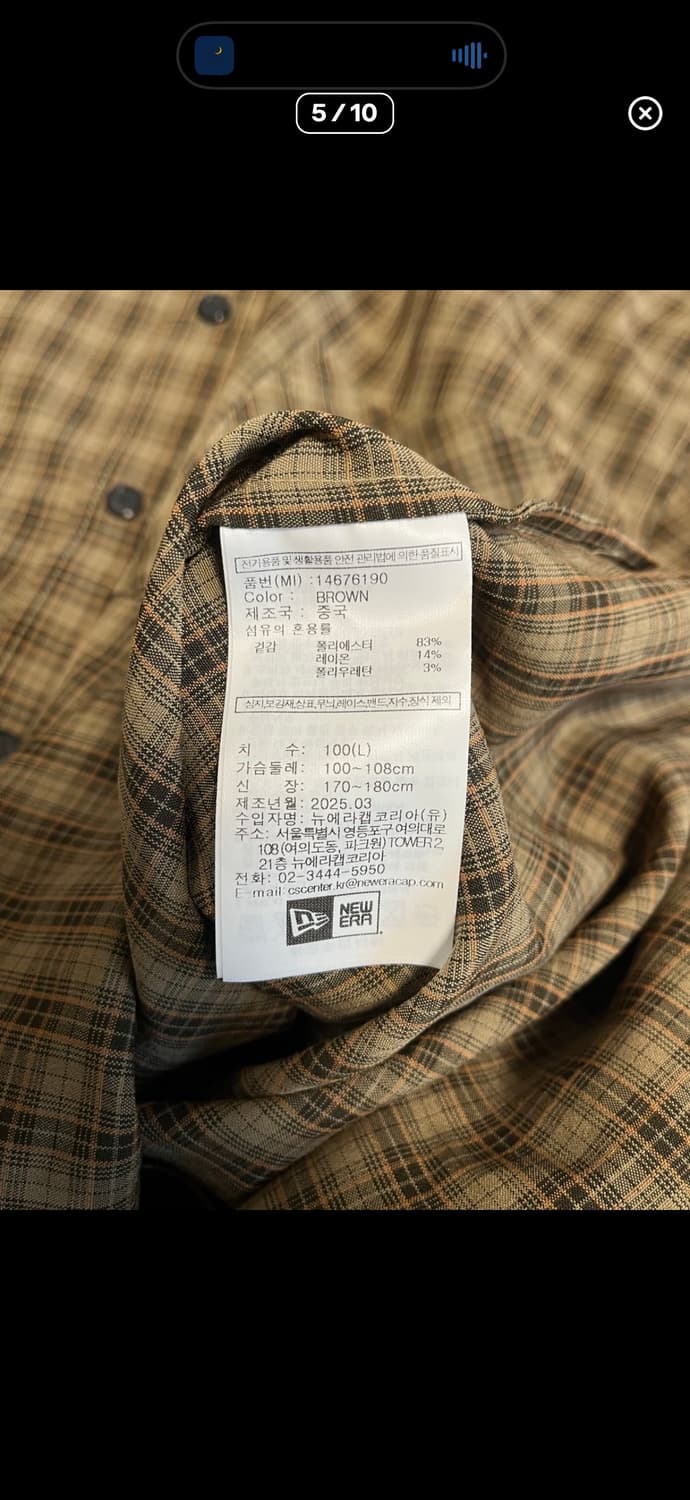 5/10
전기용품 및 생활용품 안전 관리법에 의한 품질표시
품번(MI) :14676190
Color : BROWN
제조국 : 중국
섬유의 혼용률
겉감 폴리에스터 83%
레이온 14%
폴리우레탄 3%
심지,보강재,상표,무늬,레이스,밴드,자수,장식 제외
치 수: 100(L)
가슴둘레: 100~108cm
신 장: 170~180cm
제조년월: 2025.03
수입자명: 뉴에라캡코리아(유)
주소: 서울특별시 영등포구 여의대로
108 (여의도동, 파크원) TOWER 2,
21층 뉴에라캡코리아
전화: 02-3444-5950
E-mail: cscenter.kr@neweracap.com
NEW
ERA